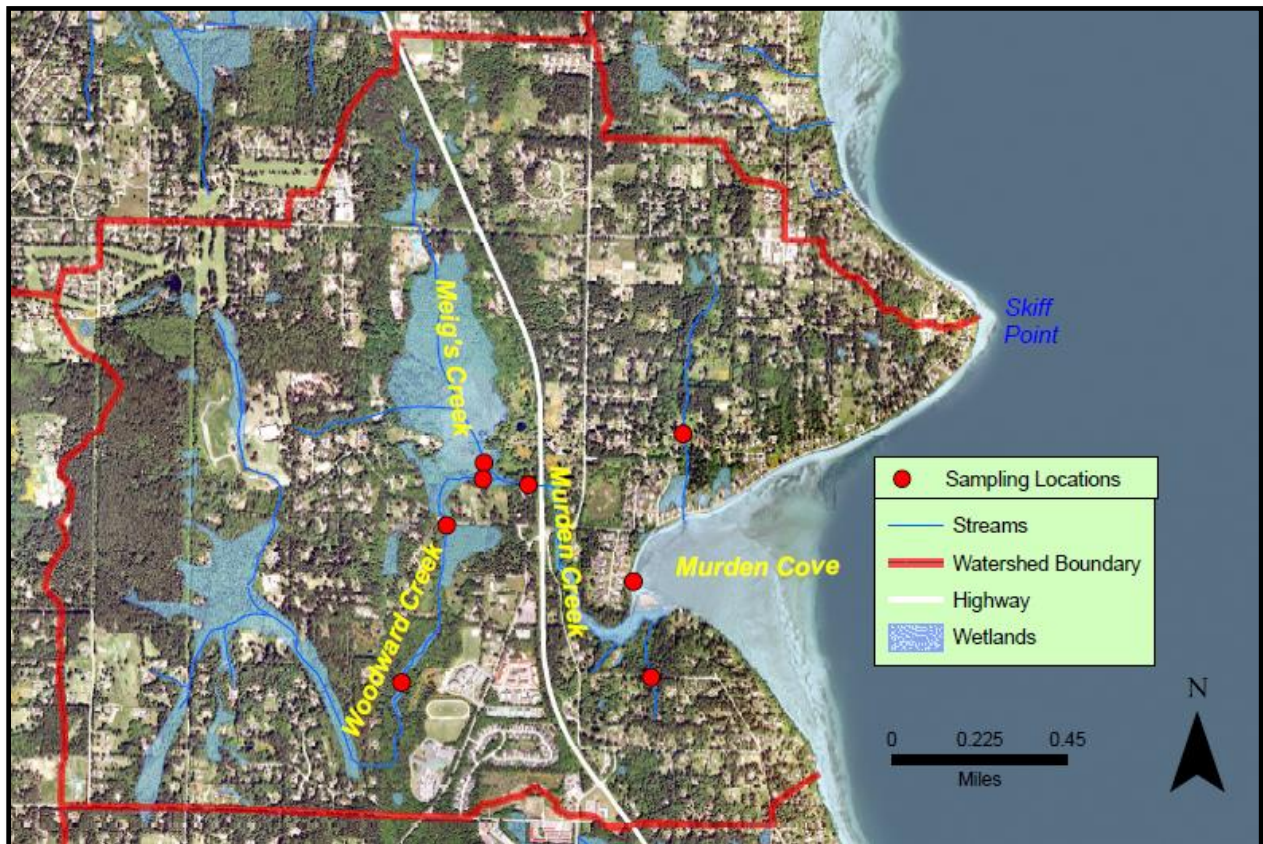 Meig's Creek
Skiff
Point
Murden Creek
Woodward Creek
Murden Cove
Sampling Locations
Streams
Watershed Boundary
Highway
Wetlands
N
0 0.225 0.45
Miles